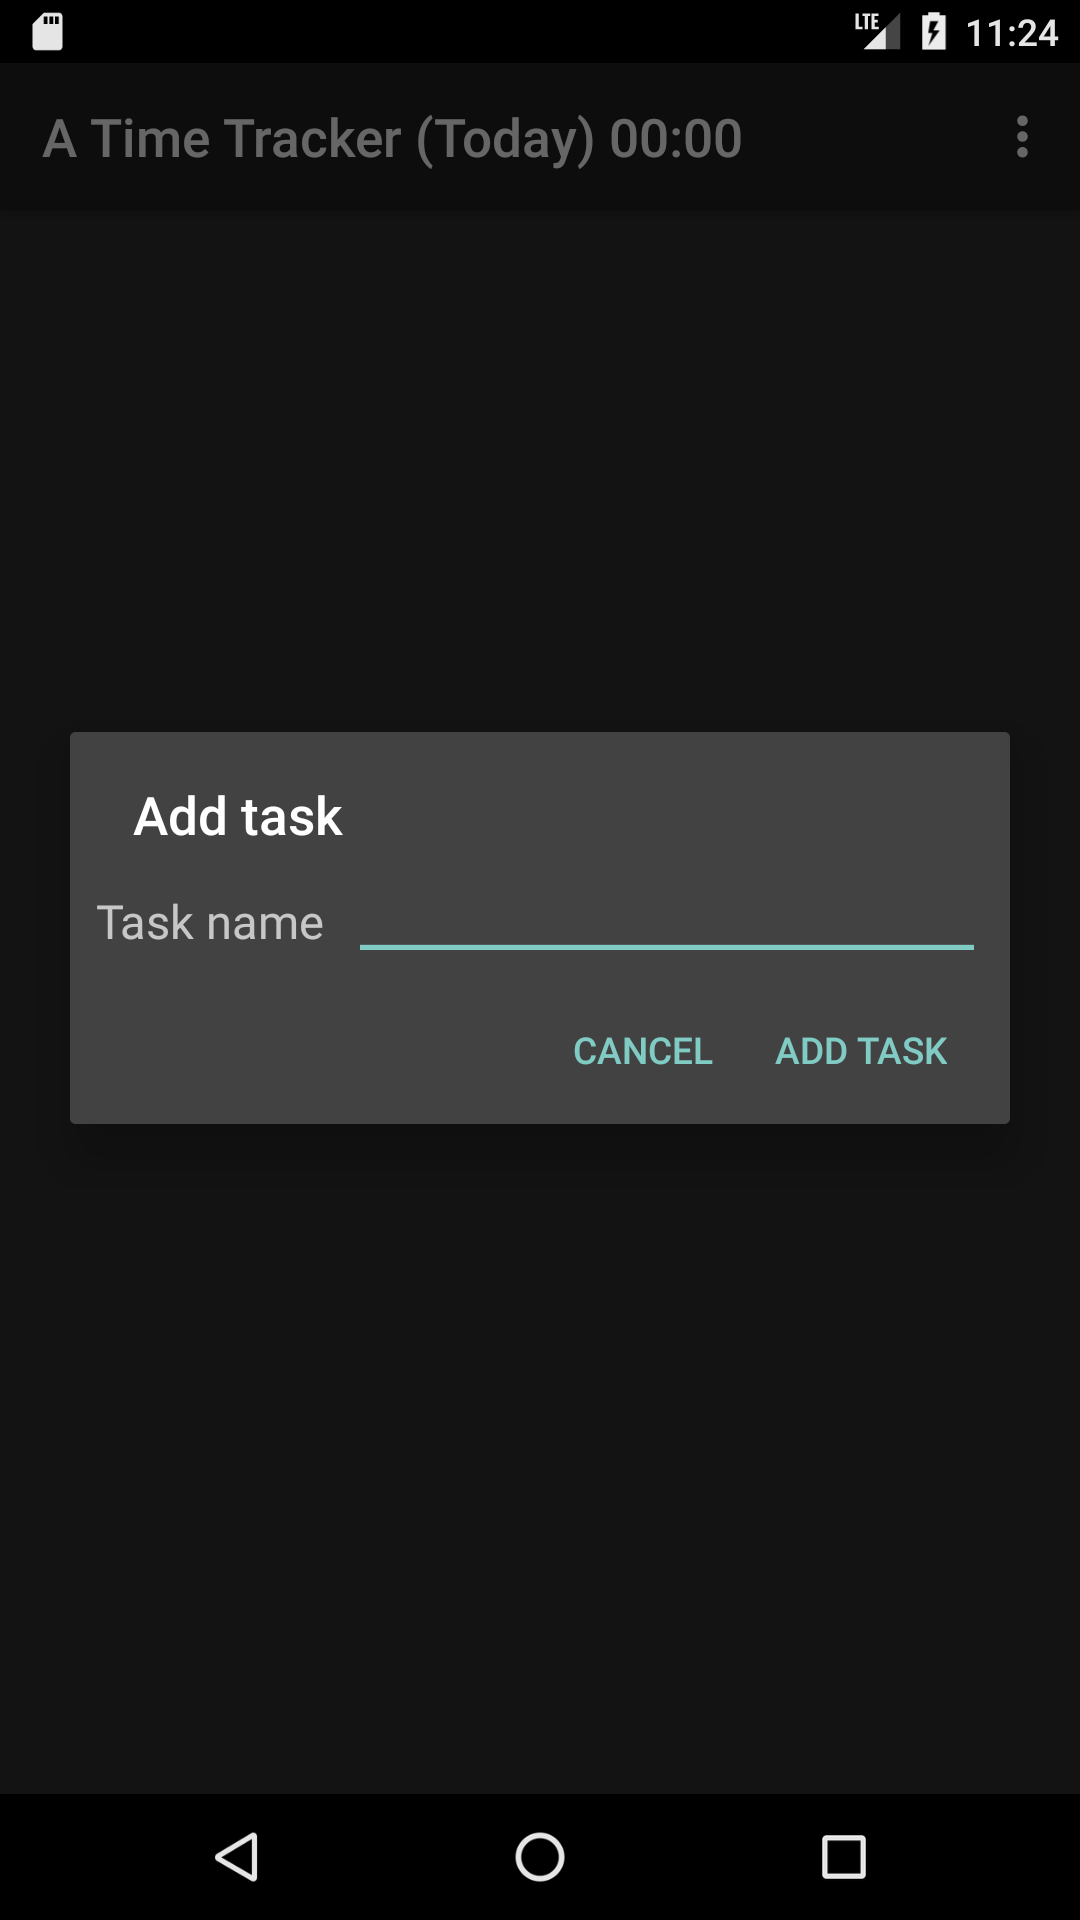 LTE 11:24
A Time Tracker (Today) 00:00
Add task
Task name
CANCEL ADD TASK